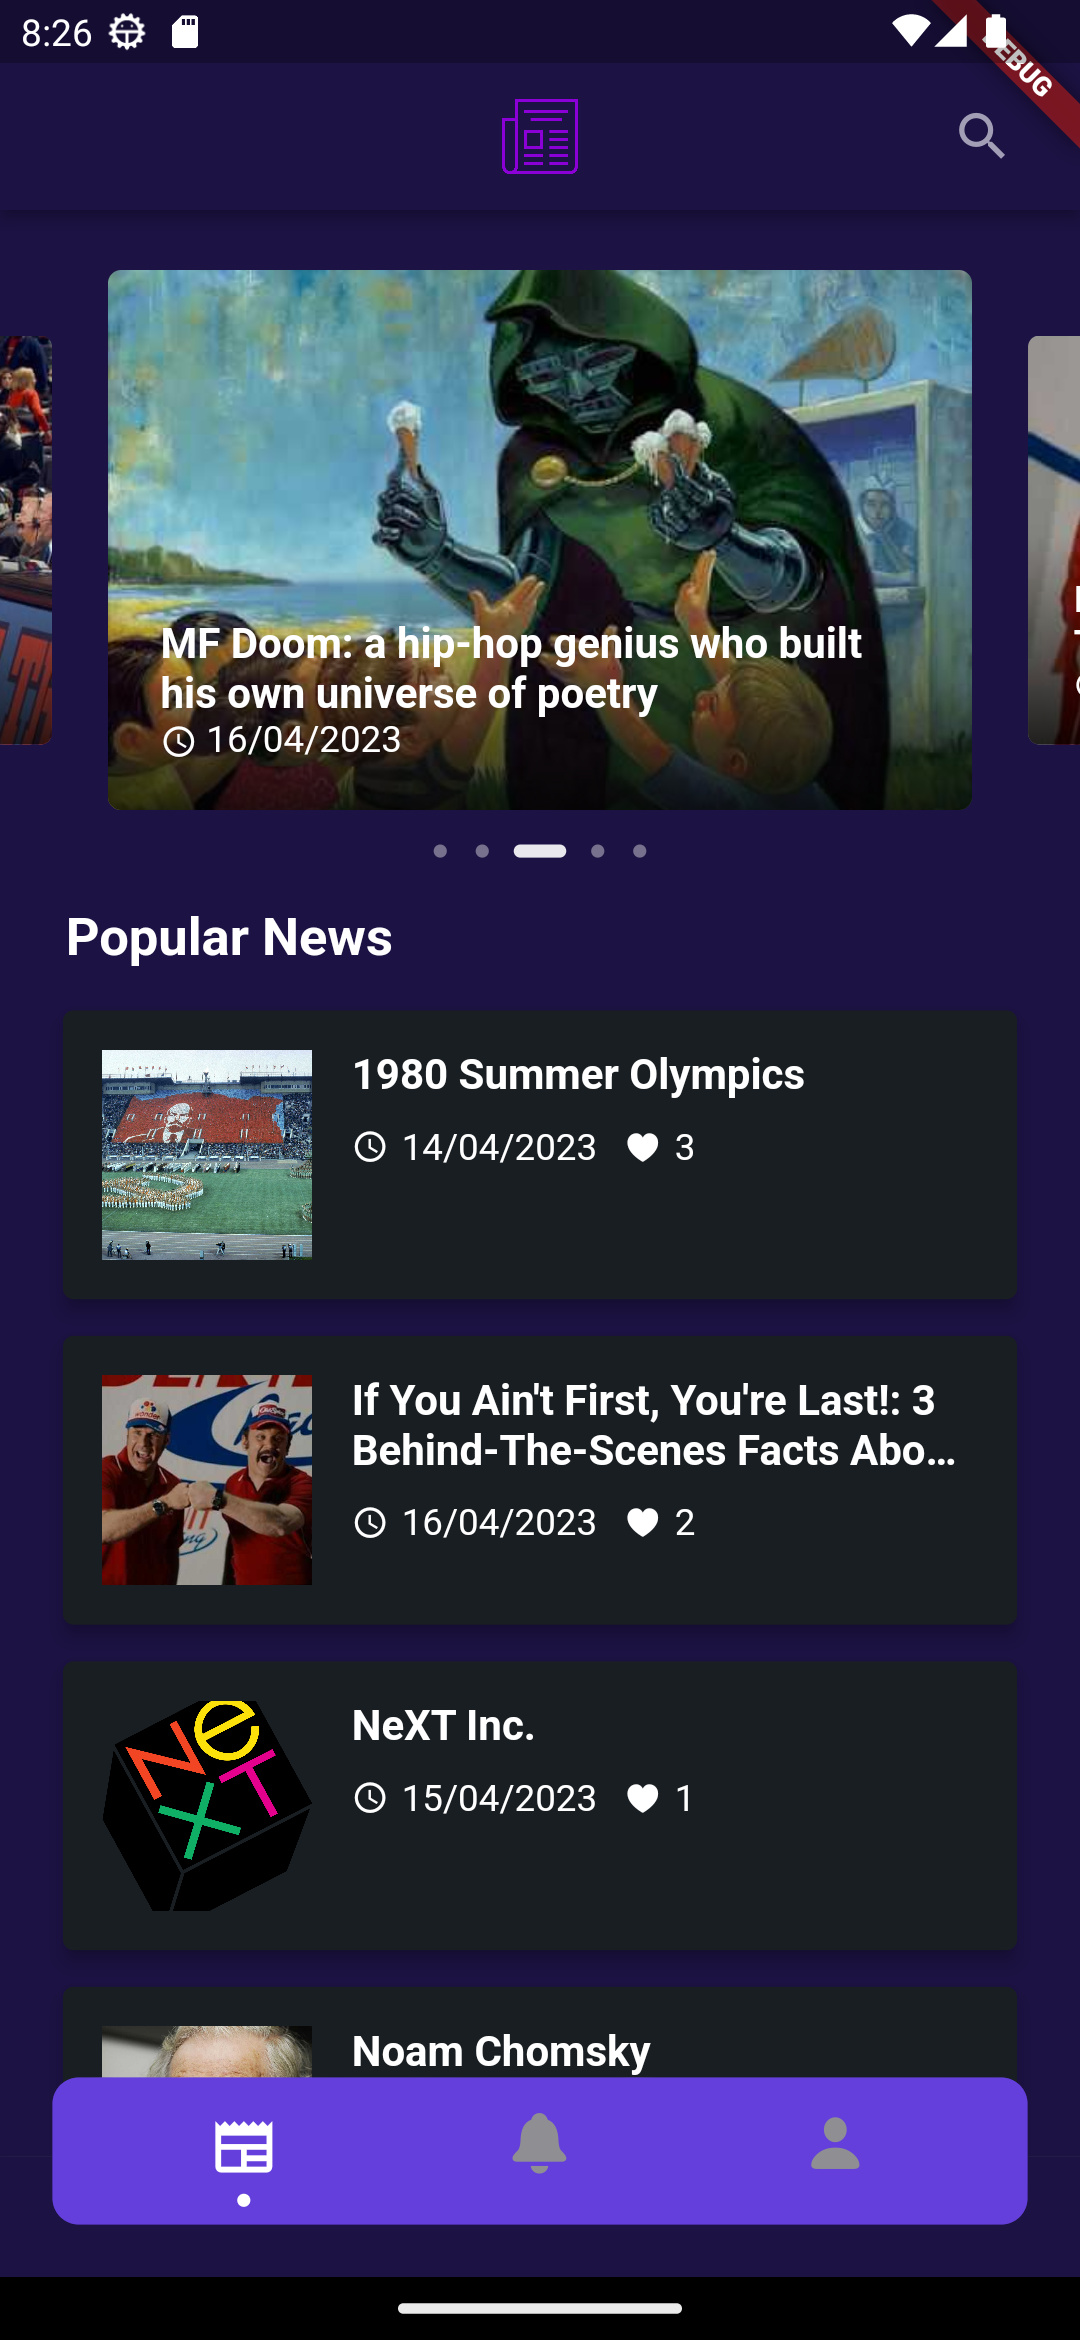 8:26
DEBUG
MF Doom: a hip-hop genius who built
his own universe of poetry
16/04/2023
Popular News
1980 Summer Olympics
14/04/2023 3
If You Ain't First, You're Last!: 3
Behind-The-Scenes Facts Abo…
16/04/2023 2
wonder
NeXT
NeXT Inc.
15/04/2023 1
Noam Chomsky